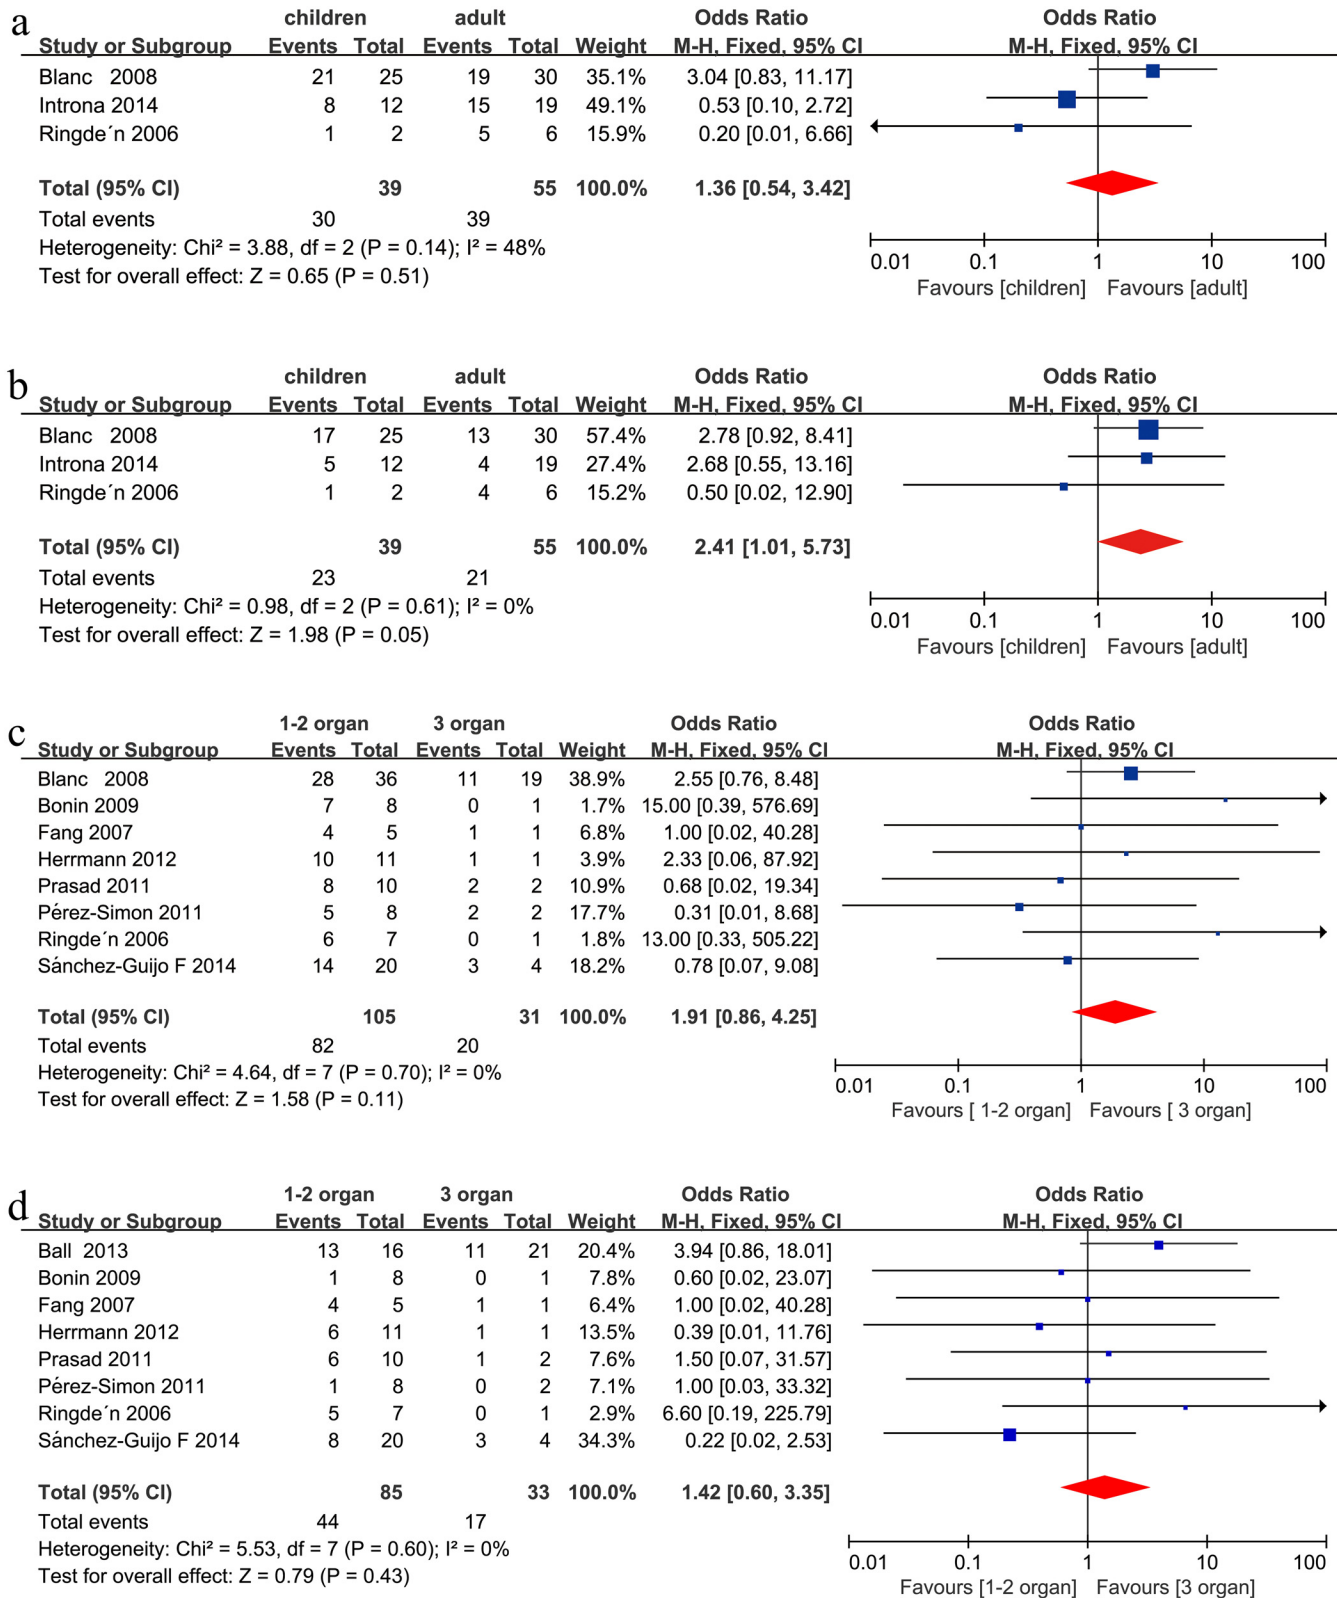 a
children adult Odds Ratio Odds Ratio
Study or Subgroup Events Total Events Total Weight M-H, Fixed, 95% CI M-H, Fixed, 95% CI
Blanc 2008 21 25 19 30 35.1% 3.04 [0.83, 11.17]
Introna 2014 8 12 15 19 49.1% 0.53 [0.10, 2.72]
Ringde´n 2006 1 2 5 6 15.9% 0.20 [0.01, 6.66]
Total (95% CI) 39 55 100.0% 1.36 [0.54, 3.42]
Total events 30 39
Heterogeneity: Chi² = 3.88, df = 2 (P = 0.14); I² = 48%
Test for overall effect: Z = 0.65 (P = 0.51)
0.01 0.1 1 10 100
Favours [children] Favours [adult]
b
children adult Odds Ratio Odds Ratio
Study or Subgroup Events Total Events Total Weight M-H, Fixed, 95% CI M-H, Fixed, 95% CI
Blanc 2008 17 25 13 30 57.4% 2.78 [0.92, 8.41]
Introna 2014 5 12 4 19 27.4% 2.68 [0.55, 13.16]
Ringde´n 2006 1 2 4 6 15.2% 0.50 [0.02, 12.90]
Total (95% CI) 39 55 100.0% 2.41 [1.01, 5.73]
Total events 23 21
Heterogeneity: Chi² = 0.98, df = 2 (P = 0.61); I² = 0%
Test for overall effect: Z = 1.98 (P = 0.05)
0.01 0.1 1 10 100
Favours [children] Favours [adult]
c
1-2 organ 3 organ Odds Ratio Odds Ratio
Study or Subgroup Events Total Events Total Weight M-H, Fixed, 95% CI M-H, Fixed, 95% CI
Blanc 2008 28 36 11 19 38.9% 2.55 [0.76, 8.48]
Bonin 2009 7 8 0 1 1.7% 15.00 [0.39, 576.69]
Fang 2007 4 5 1 1 6.8% 1.00 [0.02, 40.28]
Herrmann 2012 10 11 1 1 3.9% 2.33 [0.06, 87.92]
Prasad 2011 8 10 2 2 10.9% 0.68 [0.02, 19.34]
Pérez-Simon 2011 5 8 2 2 17.7% 0.31 [0.01, 8.68]
Ringde´n 2006 6 7 0 1 1.8% 13.00 [0.33, 505.22]
Sánchez-Guijo F 2014 14 20 3 4 18.2% 0.78 [0.07, 9.08]
Total (95% CI) 105 31 100.0% 1.91 [0.86, 4.25]
Total events 82 20
Heterogeneity: Chi² = 4.64, df = 7 (P = 0.70); I² = 0%
Test for overall effect: Z = 1.58 (P = 0.11)
0.01 0.1 1 10 100
Favours [ 1-2 organ] Favours [ 3 organ]
d
1-2 organ 3 organ Odds Ratio Odds Ratio
Study or Subgroup Events Total Events Total Weight M-H, Fixed, 95% CI M-H, Fixed, 95% CI
Ball 2013 13 16 11 21 20.4% 3.94 [0.86, 18.01]
Bonin 2009 1 8 0 1 7.8% 0.60 [0.02, 23.07]
Fang 2007 4 5 1 1 6.4% 1.00 [0.02, 40.28]
Herrmann 2012 6 11 1 1 13.5% 0.39 [0.01, 11.76]
Prasad 2011 6 10 1 2 7.6% 1.50 [0.07, 31.57]
Pérez-Simon 2011 1 8 0 2 7.1% 1.00 [0.03, 33.32]
Ringde´n 2006 5 7 0 1 2.9% 6.60 [0.19, 225.79]
Sánchez-Guijo F 2014 8 20 3 4 34.3% 0.22 [0.02, 2.53]
Total (95% CI) 85 33 100.0% 1.42 [0.60, 3.35]
Total events 44 17
Heterogeneity: Chi² = 5.53, df = 7 (P = 0.60); I² = 0%
Test for overall effect: Z = 0.79 (P = 0.43)
0.01 0.1 1 10 100
Favours [1-2 organ] Favours [3 organ]